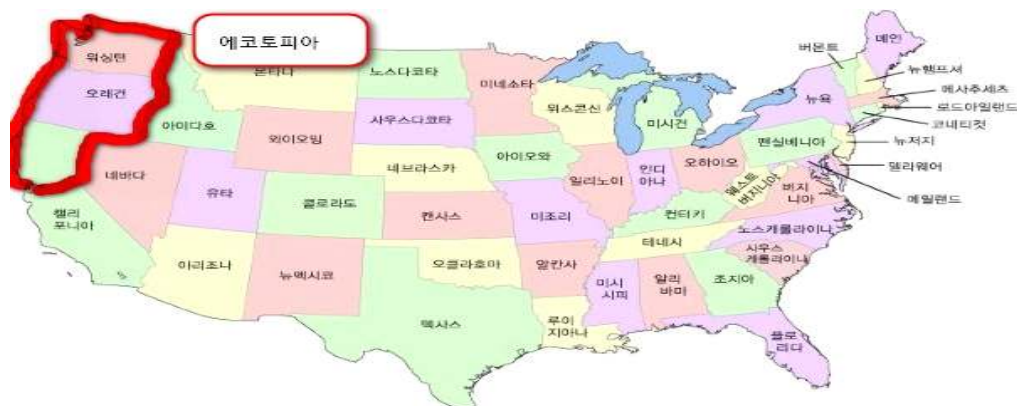 에코토피아
워싱턴
오레건
몬타나
노스다코타
미네소타
메인
버몬트
뉴햄프셔
메사추세츠
로드아일랜드
코네티컷
뉴저지
델라웨어
메릴랜드
뉴욕
위스콘신
미시건
아이다호
와이오밍
사우스다코타
아이오와
펜실베니아
네바다
유타
콜로라도
네브라스카
일리노이
인디
아나
오하이오
웨스트
버지니아
버지
니아
캘리
포니아
캔사스
미조리
켄터키
노스캐롤라이나
테네시
사우스
캐롤라이나
아리조나
뉴멕시코
오클라호마
알칸사
미시
시피
알리
바마
조지아
텍사스
루이
지아나
플로
리다